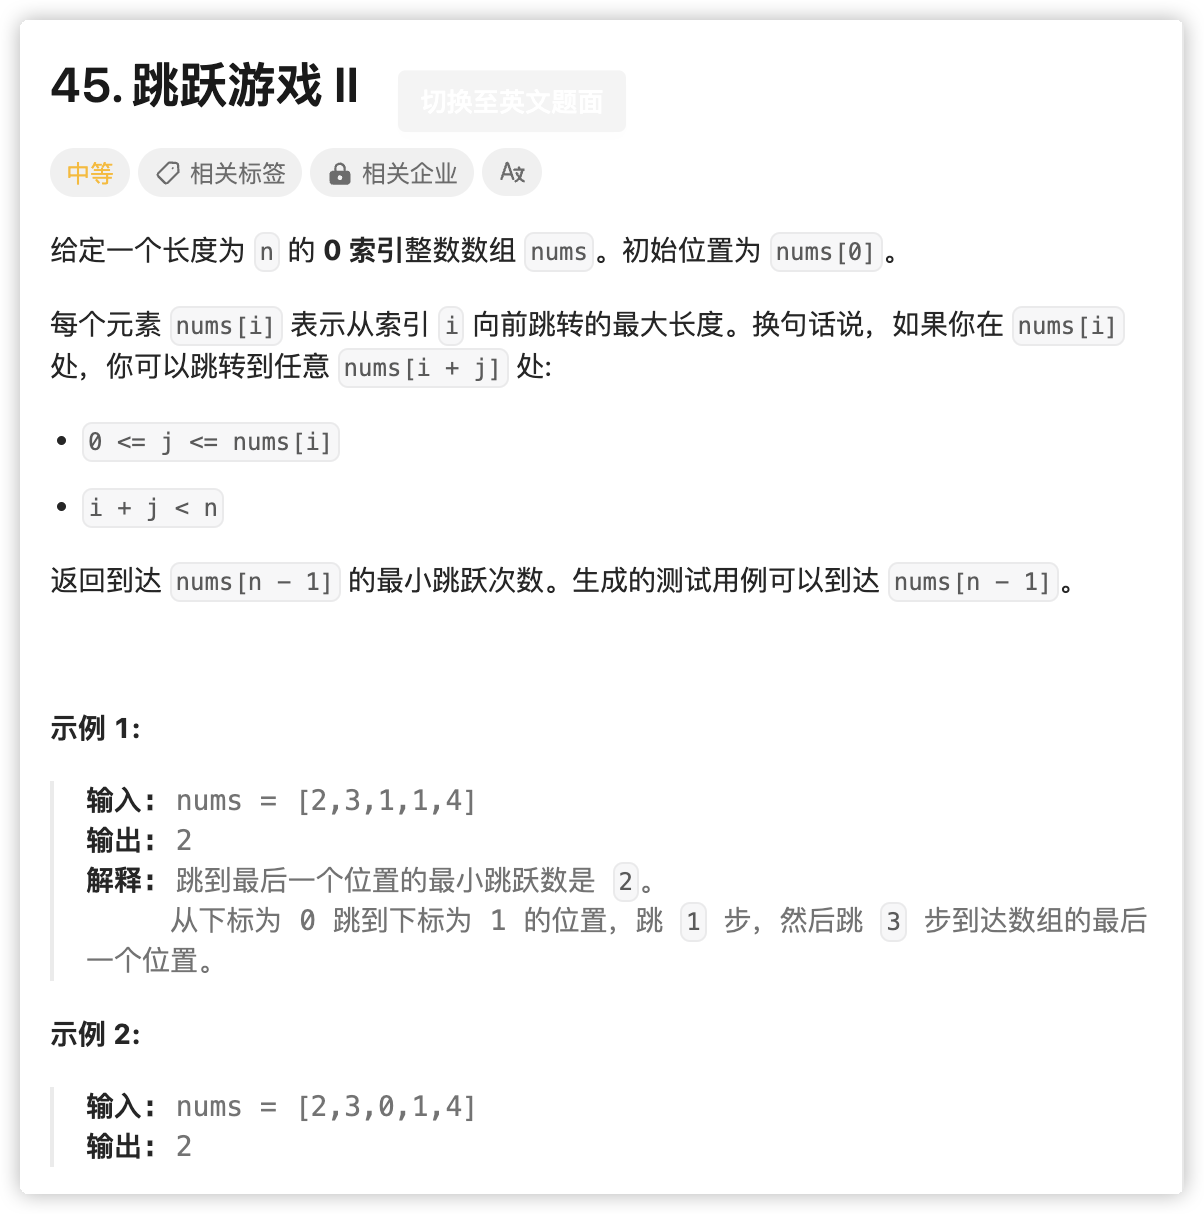 45. 跳跃游戏 II
切换至英文题面
中等 相关标签 相关企业 A文
给定一个长度为 n 的 0 索引整数数组 nums。初始位置为 nums[0]。
每个元素 nums[i] 表示从索引 i 向前跳转的最大长度。换句话说，如果你在 nums[i]
处，你可以跳转到任意 nums[i + j] 处:
• 0 <= j <= nums[i]
• i + j < n
返回到达 nums[n - 1] 的最小跳跃次数。生成的测试用例可以到达 nums[n - 1]。
示例 1:
输入: nums = [2,3,1,1,4]
输出: 2
解释: 跳到最后一个位置的最小跳跃数是 2。
从下标为 0 跳到下标为 1 的位置，跳 1 步，然后跳 3 步到达数组的最后
一个位置。
示例 2:
输入: nums = [2,3,0,1,4]
输出: 2